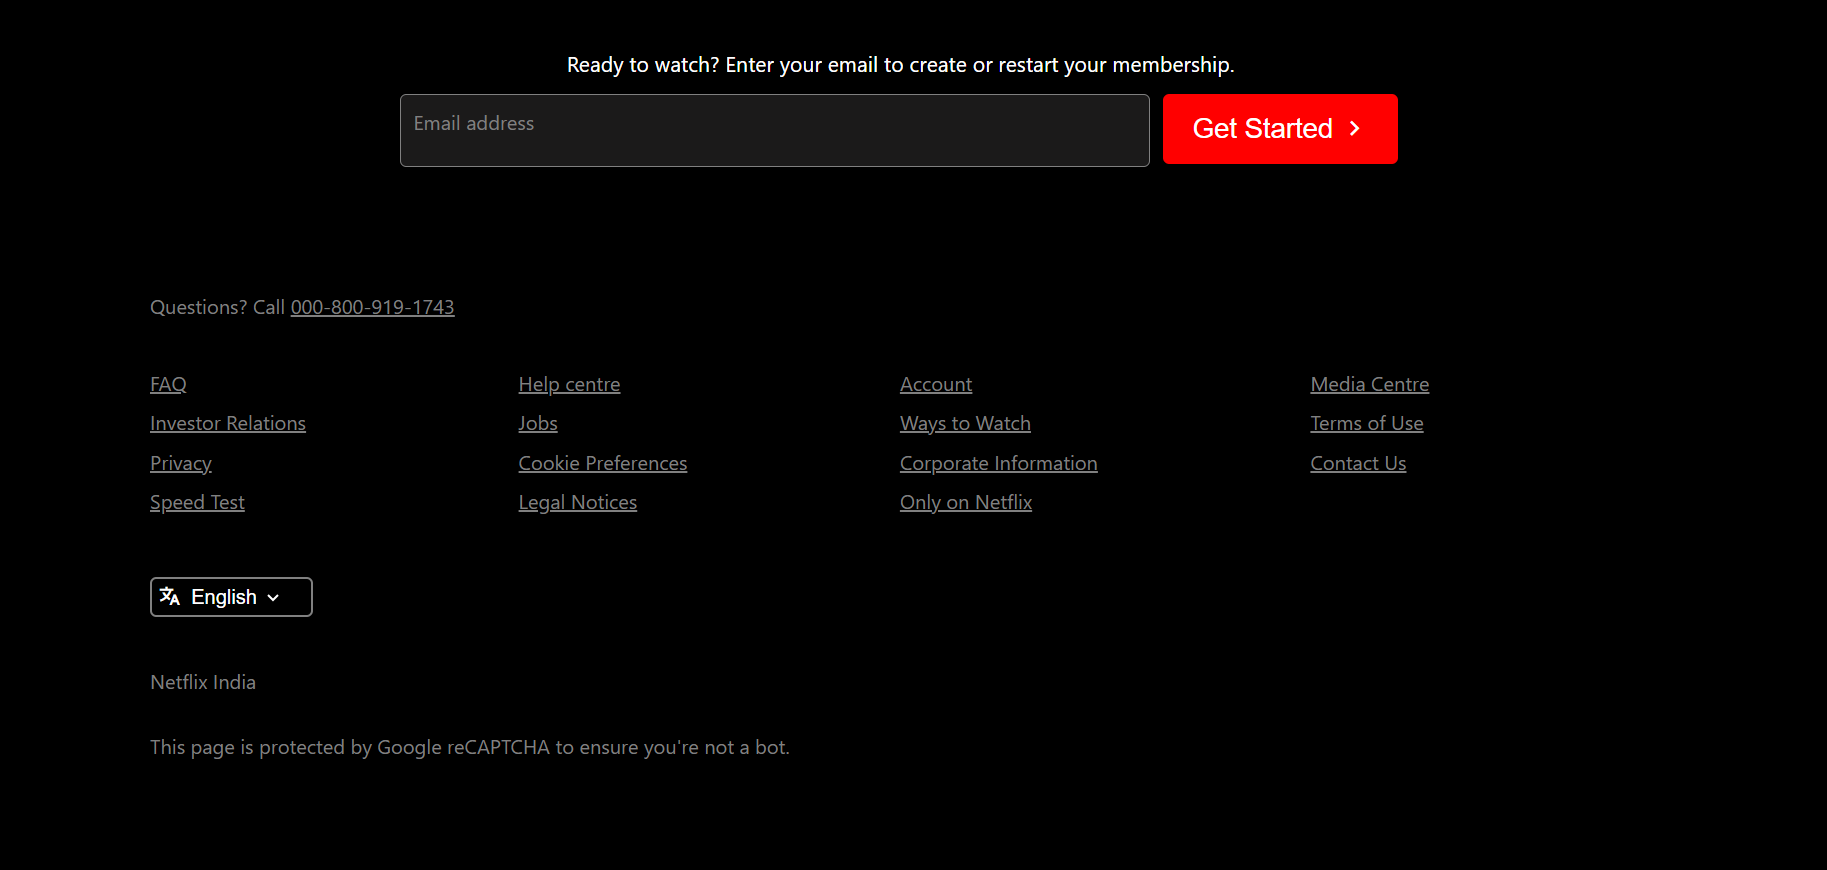 Ready to watch? Enter your email to create or restart your membership.
Email address
Get Started
Questions? Call 000-800-919-1743
FAQ
Help centre
Account
Media Centre
Investor Relations
Jobs
Ways to Watch
Terms of Use
Privacy
Cookie Preferences
Corporate Information
Contact Us
Speed Test
Legal Notices
Only on Netflix
English
Netflix India
This page is protected by Google reCAPTCHA to ensure you're not a bot.